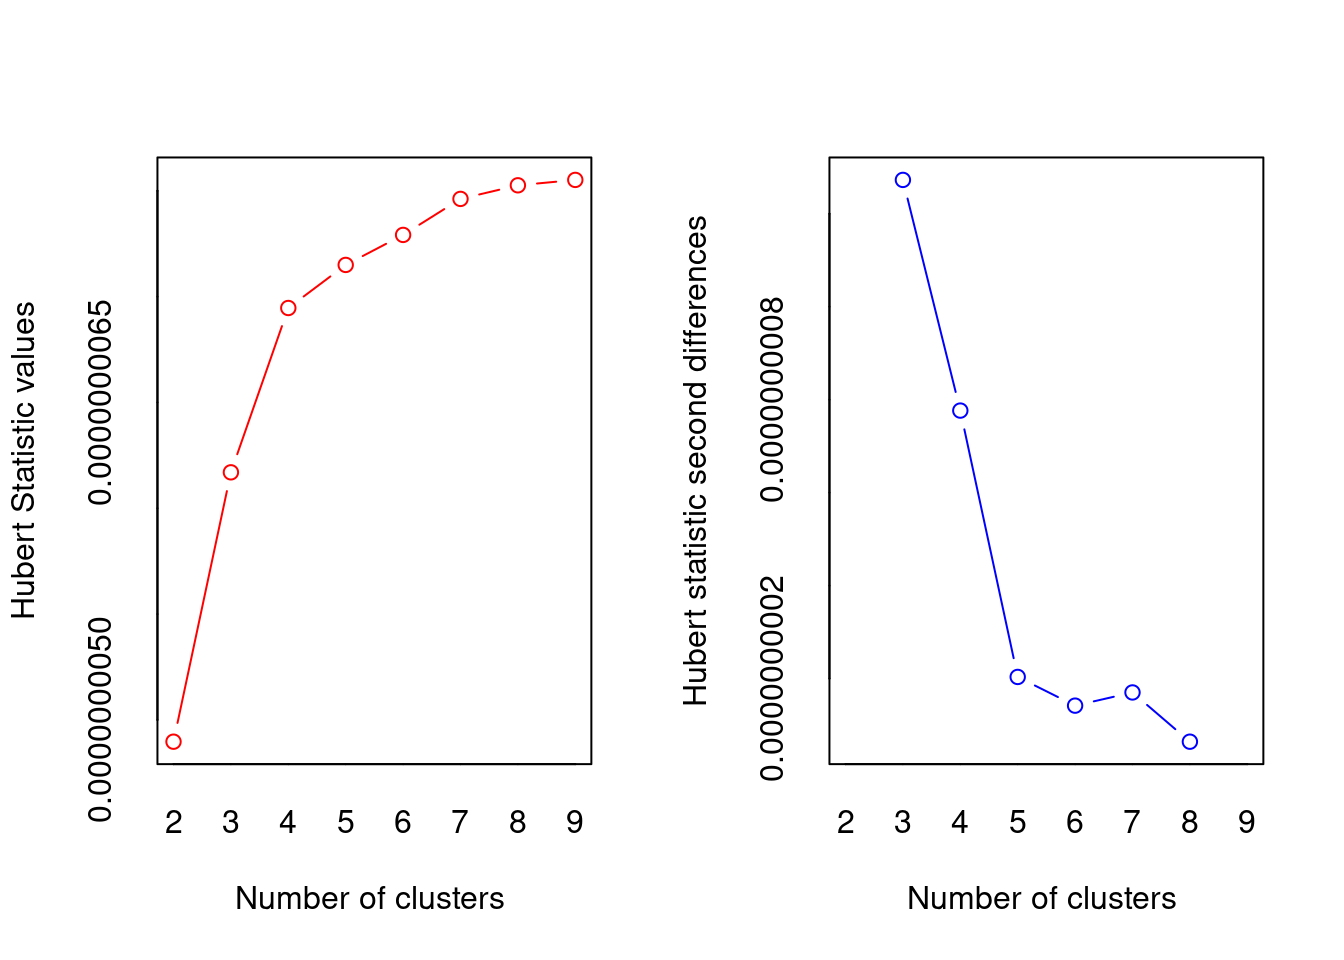 Hubert Statistic values
0.0000000050
0.0000000065
2 3 4 5 6 7 8 9
Number of clusters
Hubert statistic second differences
0.0000000002
0.0000000008
2 3 4 5 6 7 8 9
Number of clusters